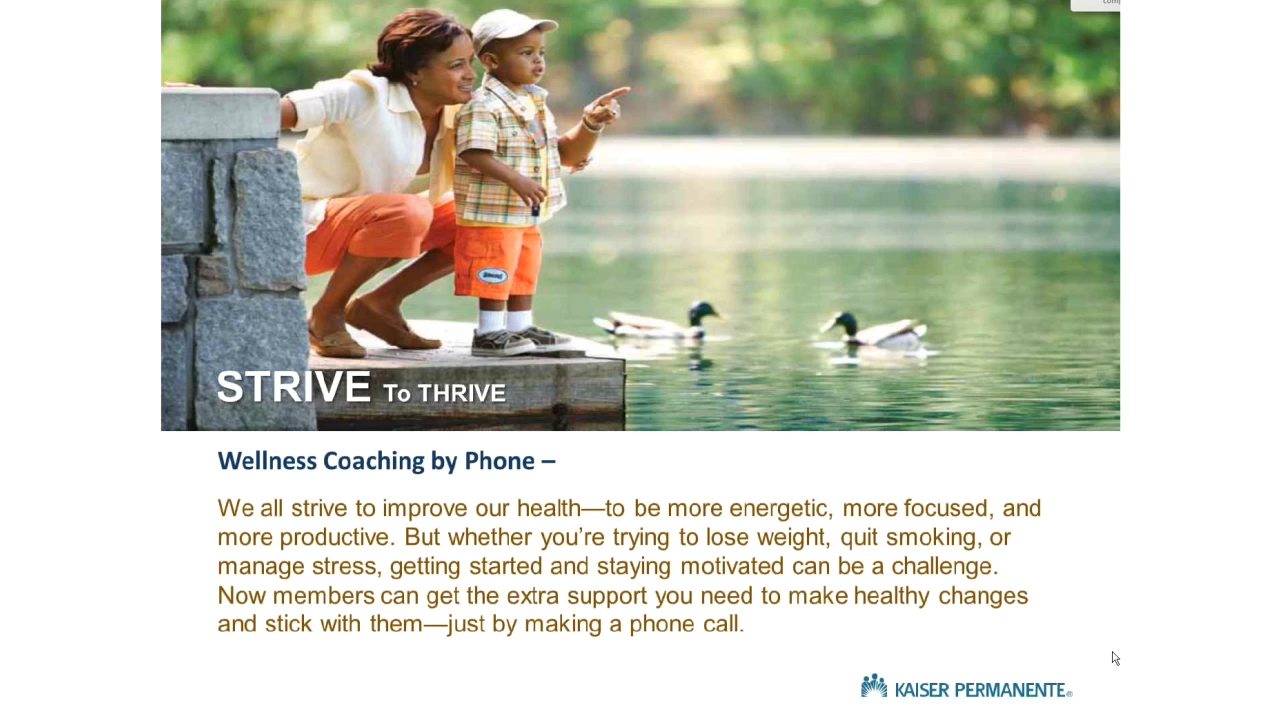 STRIVE To THRIVE
Wellness Coaching by Phone –
We all strive to improve our health—to be more energetic, more focused, and
more productive. But whether you're trying to lose weight, quit smoking, or
manage stress, getting started and staying motivated can be a challenge.
Now members can get the extra support you need to make healthy changes
and stick with them—just by making a phone call.
KAISER PERMANENTE®